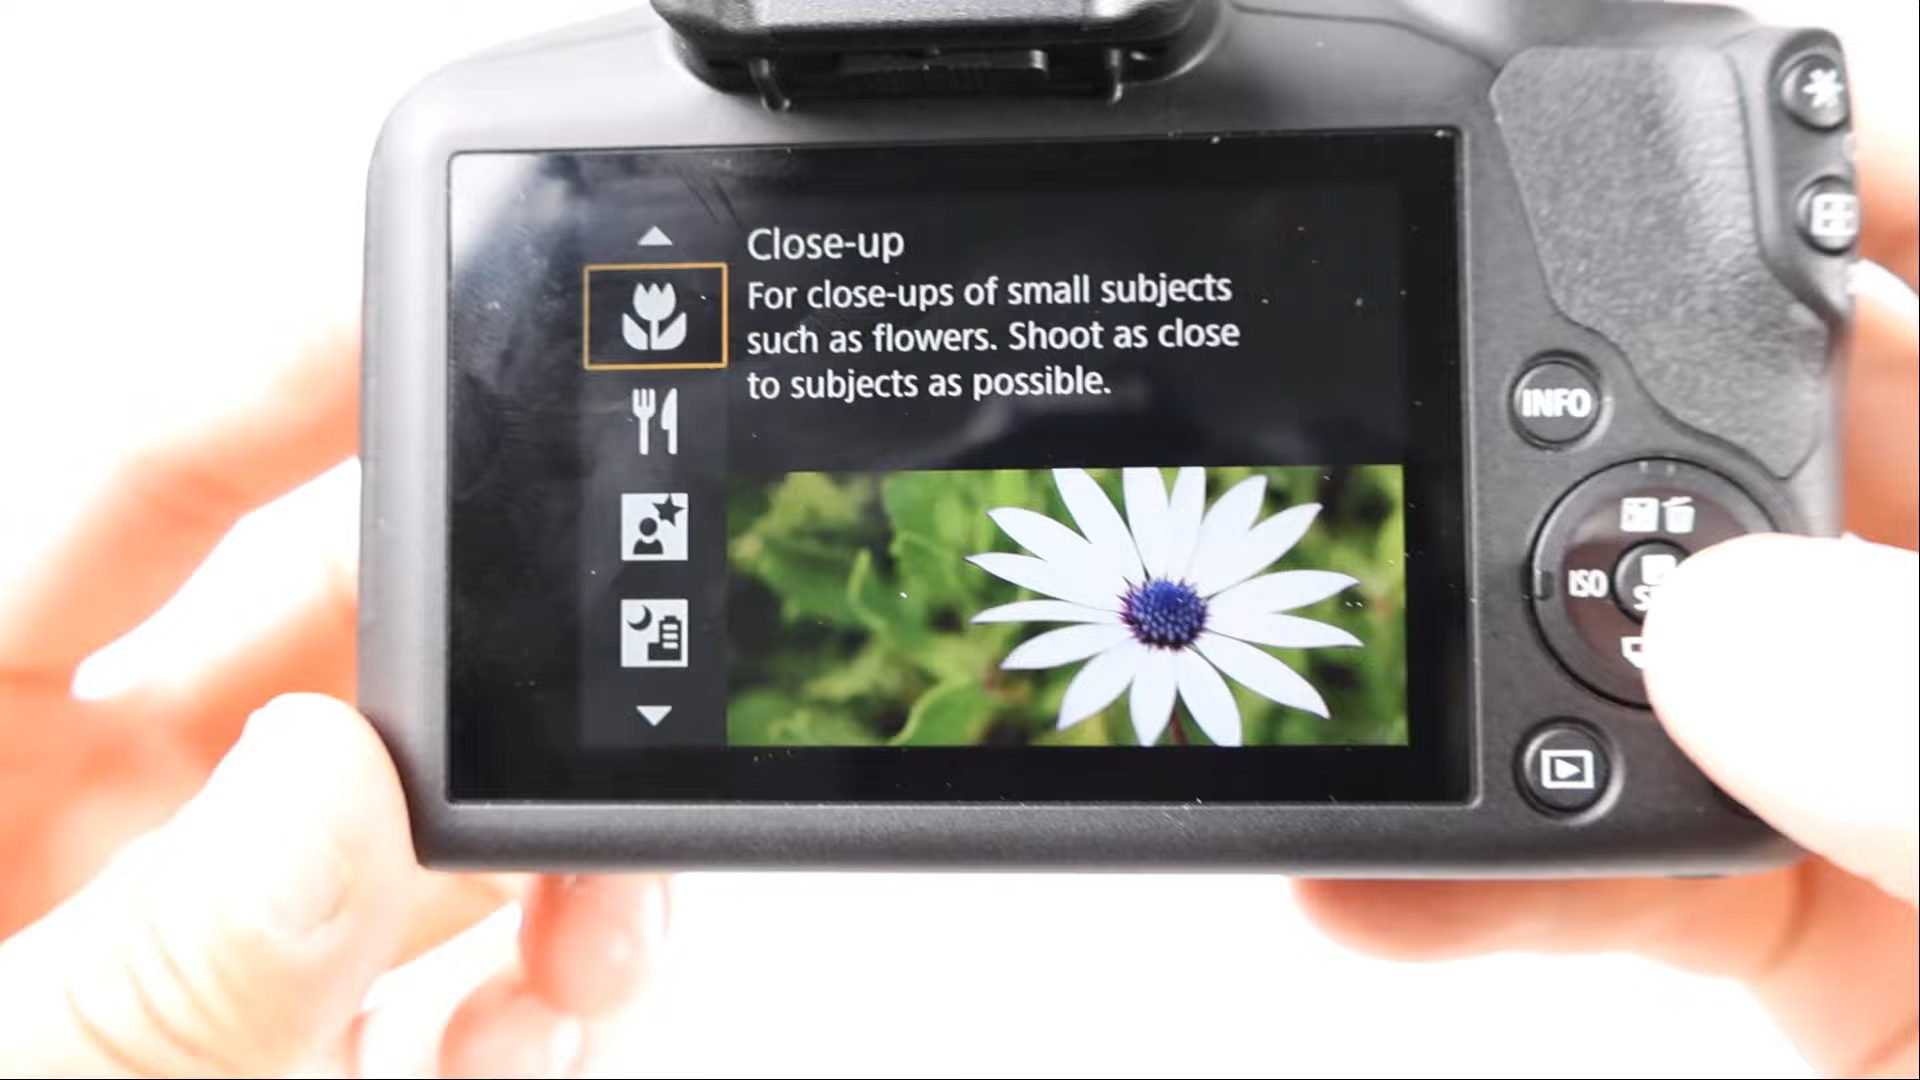 Close-up
For close-ups of small subjects
such as flowers. Shoot as close
to subjects as possible.
INFO
ISO